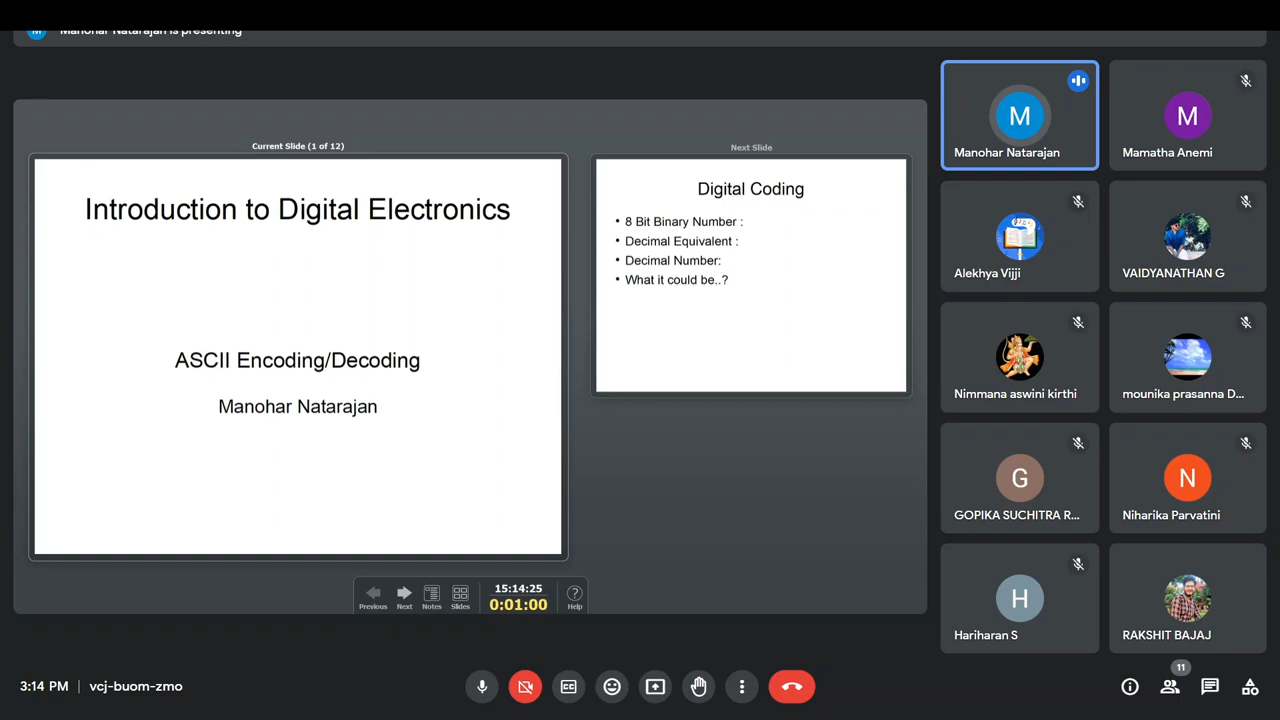 Manohar Natarajan is presenting
Current Slide (1 of 12)
Introduction to Digital Electronics
ASCII Encoding/Decoding
Manohar Natarajan
Next Slide
Digital Coding
• 8 Bit Binary Number :
• Decimal Equivalent :
• Decimal Number:
• What it could be..?
Previous
Next
Notes
Slides
15:14:25
0:01:00
Help
M
Manohar Natarajan
M
Mamatha Anemi
Alekhya Vijji
VAIDYANATHAN G
Nimmana aswini kirthi
mounika prasanna D...
G
GOPIKA SUCHITRA R...
N
Niharika Parvatini
H
Hariharan S
RAKSHIT BAJAJ
3:14 PM | vcj-buom-zmo
11